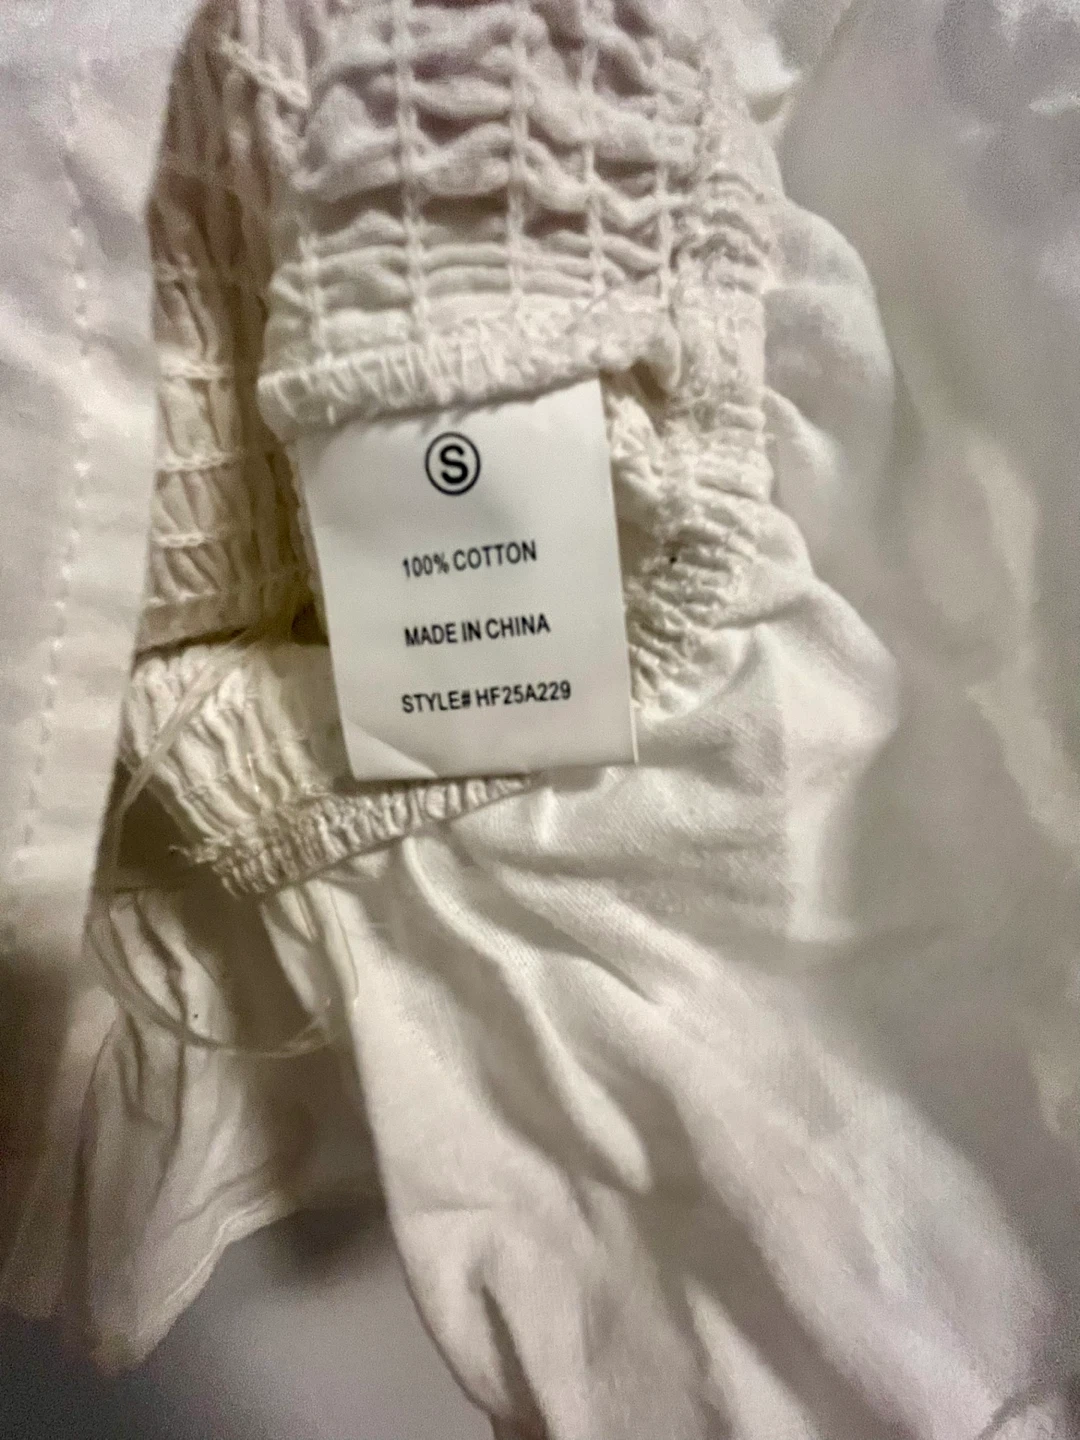 S
100% COTTON
MADE IN CHINA
STYLE# HF25A229